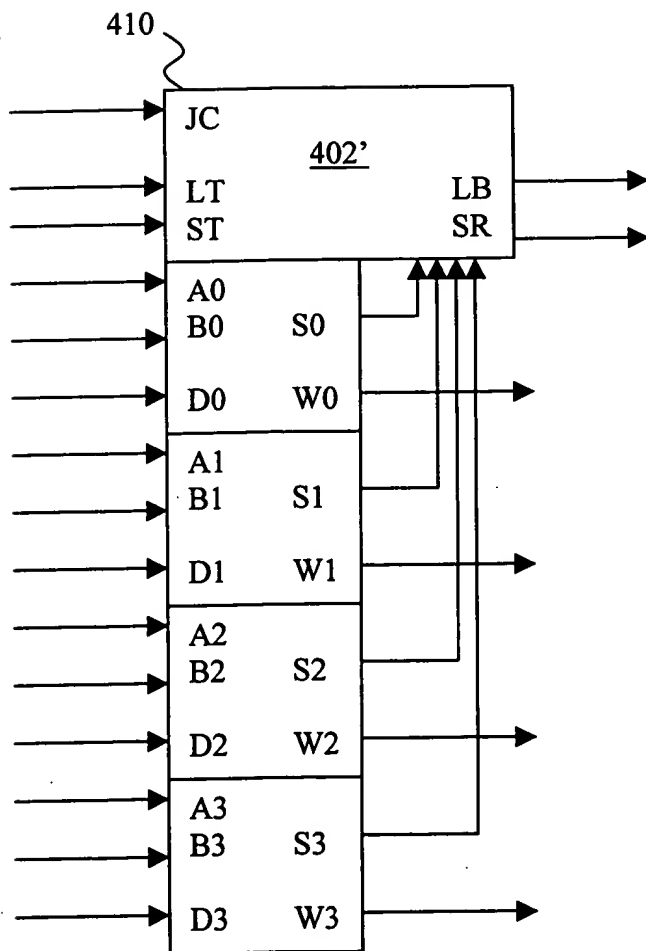 410
JC
402’
LT LB
ST SR
A0
B0 S0
D0 W0
A1
B1 S1
D1 W1
A2
B2 S2
D2 W2
A3
B3 S3
D3 W3